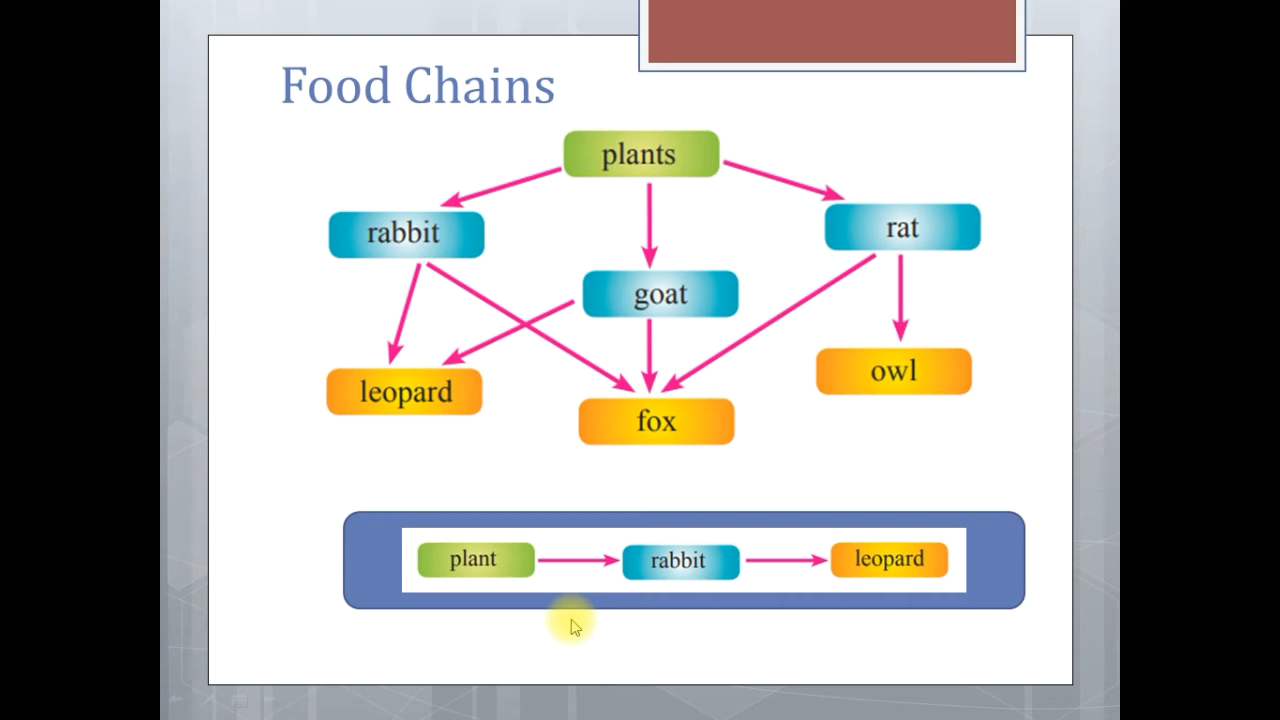 Food Chains
plants
rabbit
rat
goat
leopard
owl
fox
plant
rabbit
leopard